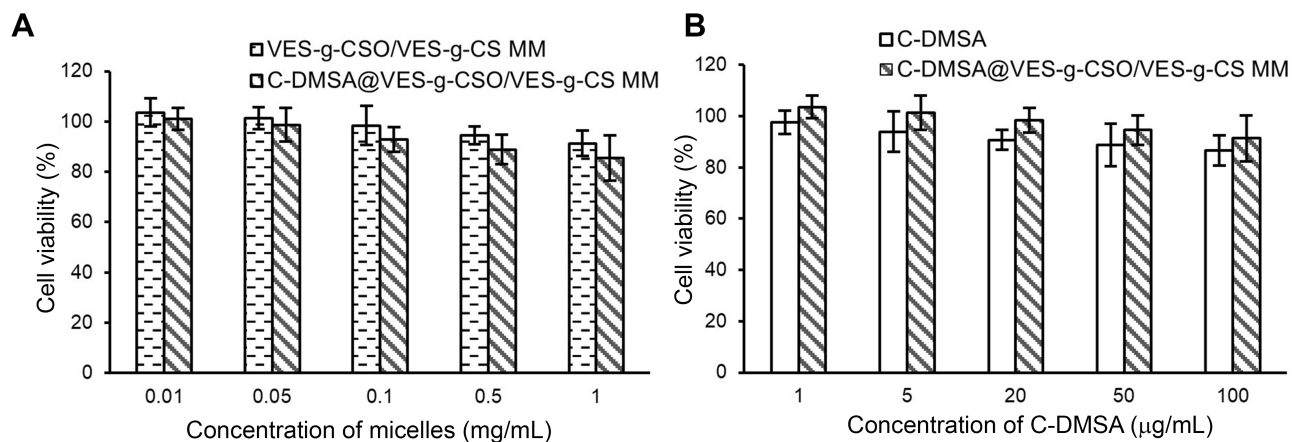 A
VES-g-CSO/VES-g-CS MM
C-DMSA@VES-g-CSO/VES-g-CS MM
120
100
80
60
40
20
0
Cell viability (%)
0.01 0.05 0.1 0.5 1
Concentration of micelles (mg/mL)
B
C-DMSA
C-DMSA@VES-g-CSO/VES-g-CS MM
120
100
80
60
40
20
0
Cell viability (%)
1 5 20 50 100
Concentration of C-DMSA (μg/mL)